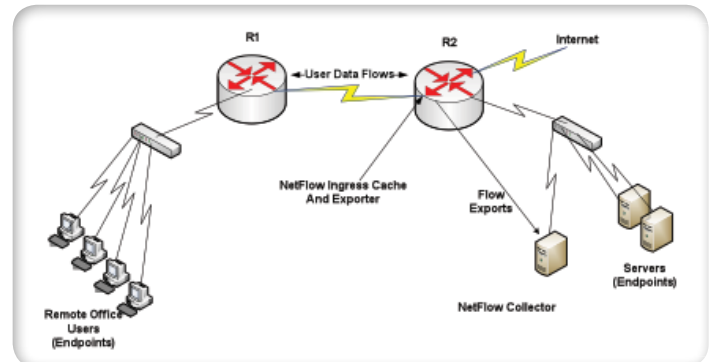 R1
R2
Internet
User Data Flows
NetFlow Ingress Cache
And Exporter
Flow
Exports
Servers
(Endpoints)
NetFlow Collector
Remote Office
Users
(Endpoints)